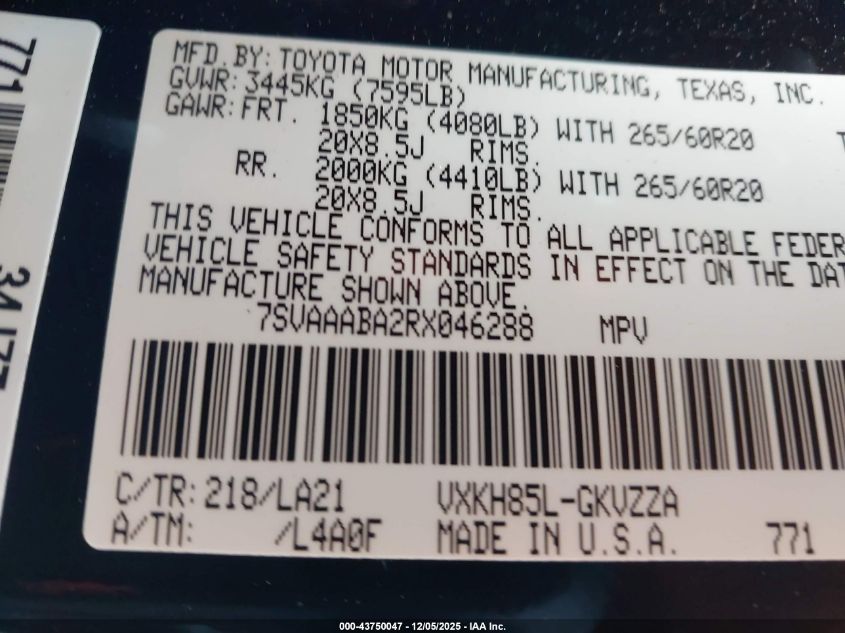 MFD.BY: TOYOTA MOTOR MANUFACTURING, TEXAS, INC.
GVWR: 3445KG (7595LB)
GAWR: FRT. 1850KG (4080LB) WITH 265/60R20
20X8.5J RIMS.
RR. 2000KG (4410LB) WITH 265/60R20
20X8.5J RIMS.
THIS VEHICLE CONFORMS TO ALL APPLICABLE FEDER
VEHICLE SAFETY STANDARDS IN EFFECT ON THE DAT
MANUFACTURE SHOWN ABOVE.
7SVAAABA2RX046288 MPV
C/TR: 218/LA21 VXKH85L-GKVZZA
A/TM: /L4A0F MADE IN U.S.A. 771
771
000-43750047 - 12/05/2025 - IAA Inc.